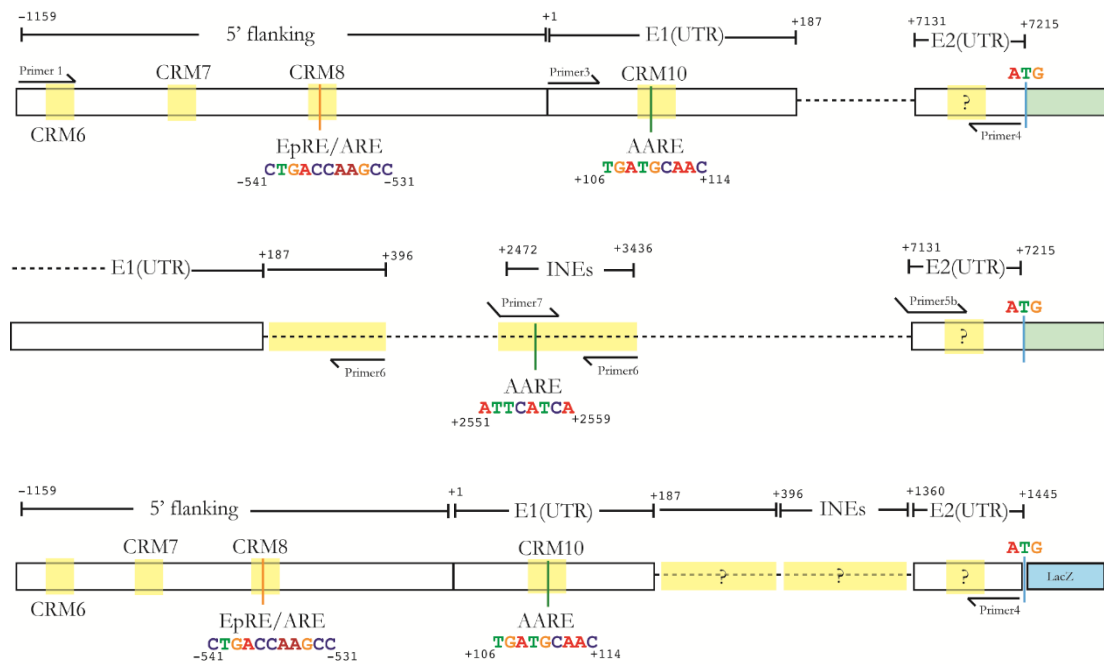 −1159 +1 +187 +7131 +7215
5' flanking E1(UTR) E2(UTR)
Primer 1 CRM7 CRM8 Primer3 CRM10 ATG
?
CRM6 Primer4
EpRE/ARE AARE
CTGACCAAGCC TGATGCAAC
−541 −531 +106 +114
+187 +396 +2472 +3436 +7131 +7215
E1(UTR) INEs E2(UTR)
Primer7 Primer5b ATG
?
Primer6 Primer6
AARE
ATTCATCA
+2551 +2559
−1159 +1 +187 +396 +1360 +1445
5' flanking E1(UTR) INEs E2(UTR)
CRM7 CRM8 CRM10 ATG
? ? ? LacZ
CRM6 Primer4
EpRE/ARE AARE
CTGACCAAGCC TGATGCAAC
−541 −531 +106 +114